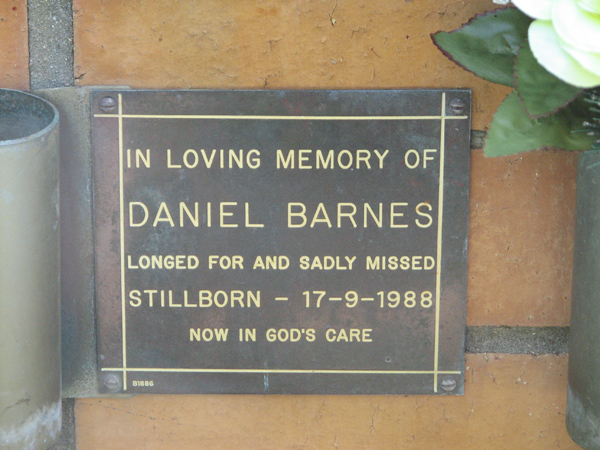 IN LOVING MEMORY OF
DANIEL BARNES
LONGED FOR AND SADLY MISSED
STILLBORN - 17-9-1988
NOW IN GOD'S CARE
B1886